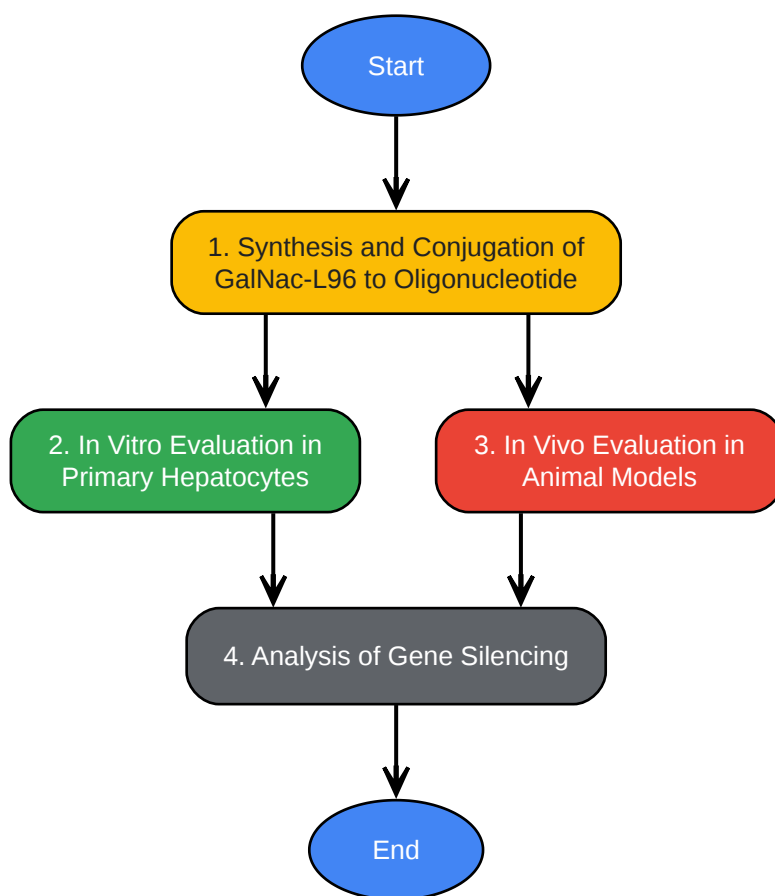 Start
1. Synthesis and Conjugation of
GalNac-L96 to Oligonucleotide
2. In Vitro Evaluation in
Primary Hepatocytes
3. In Vivo Evaluation in
Animal Models
4. Analysis of Gene Silencing
End